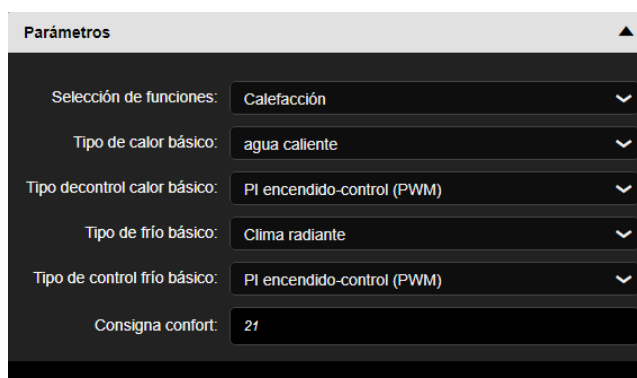 Parámetros
Selección de funciones: Calefacción
Tipo de calor básico: agua caliente
Tipo decontrol calor básico: PI encendido-control (PWM)
Tipo de frío básico: Clima radiante
Tipo de control frío básico: PI encendido-control (PWM)
Consigna confort: 21